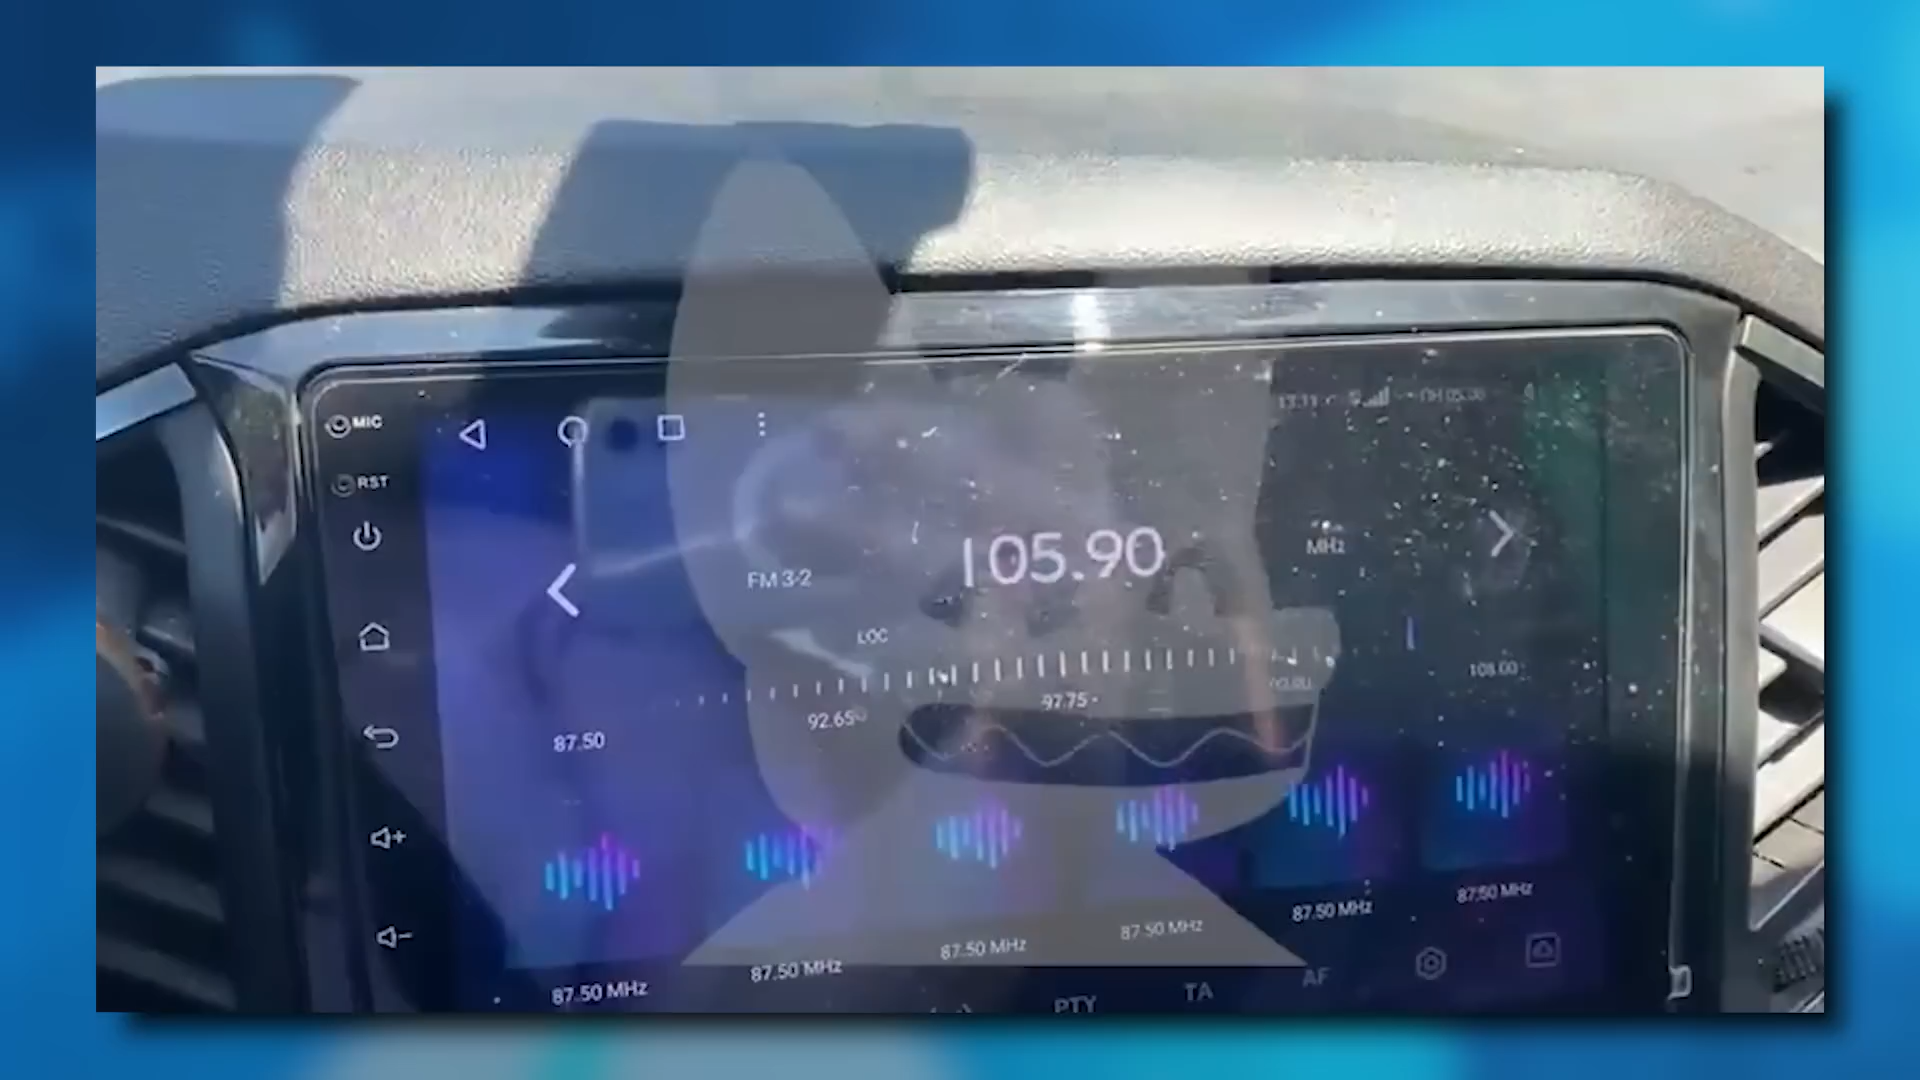 MIC
RST
FM 3-2
105.90
MHz
LOC
87.50
92.65
97.75
108.00
87.50 MHz
87.50 MHz
87.50 MHz
87.50 MHz
87.50 MHz
87.50 MHz
PTY
TA
AF